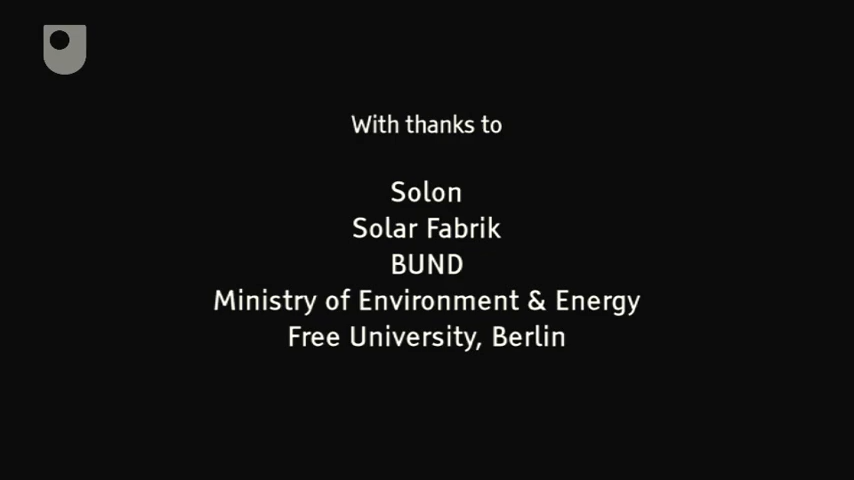 With thanks to
Solon
Solar Fabrik
BUND
Ministry of Environment & Energy
Free University, Berlin